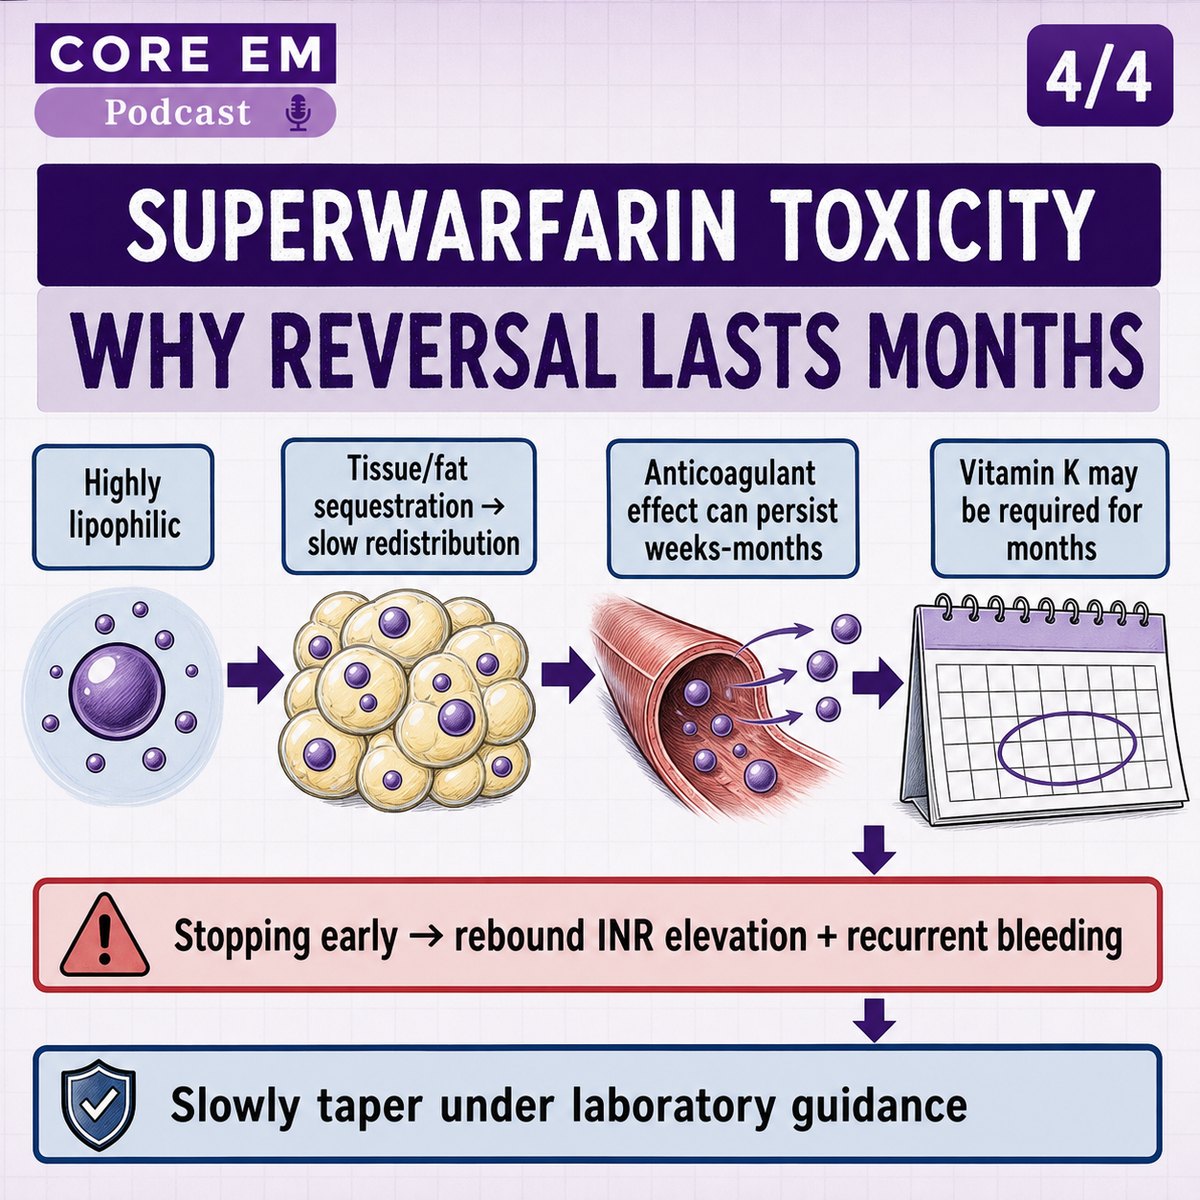 CORE EM
Podcast
4/4
SUPERWARFARIN TOXICITY
WHY REVERSAL LASTS MONTHS
Highly
lipophilic
Tissue/fat
sequestration →
slow redistribution
Anticoagulant
effect can persist
weeks-months
Vitamin K may
be required for
months
Stopping early → rebound INR elevation + recurrent bleeding
Slowly taper under laboratory guidance